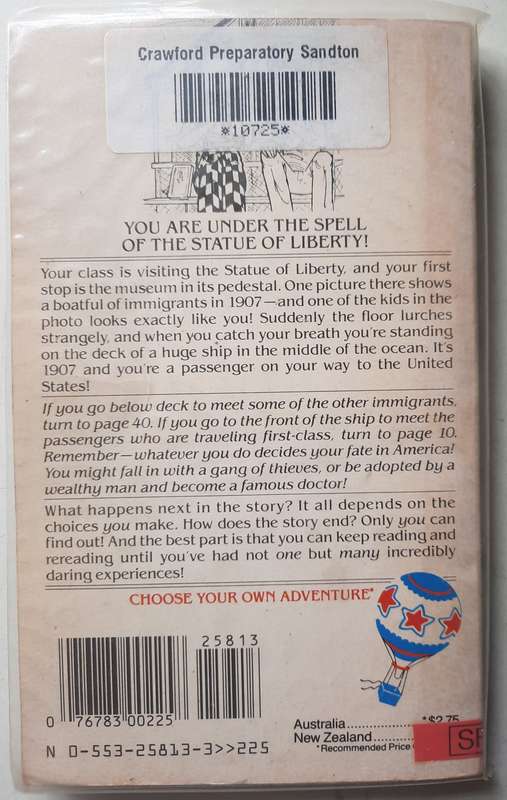 Crawford Preparatory Sandton
*10725*
YOU ARE UNDER THE SPELL
OF THE STATUE OF LIBERTY!
Your class is visiting the Statue of Liberty, and your first
stop is the museum in its pedestal. One picture there shows
a boatful of immigrants in 1907—and one of the kids in the
photo looks exactly like you! Suddenly the floor lurches
strangely, and when you catch your breath you're standing
on the deck of a huge ship in the middle of the ocean. It's
1907 and you're a passenger on your way to the United
States!
If you go below deck to meet some of the other immigrants,
turn to page 40. If you go to the front of the ship to meet the
passengers who are traveling first-class, turn to page 10.
Remember—whatever you do decides your fate in America!
You might fall in with a gang of thieves, or be adopted by a
wealthy man and become a famous doctor!
What happens next in the story? It all depends on the
choices you make. How does the story end? Only you can
find out! And the best part is that you can keep reading and
rereading until you've had not one but many incredibly
daring experiences!
CHOOSE YOUR OWN ADVENTURE®
25813
0 76783 00225
N 0-553-25813-3>>225
Australia.................. *$2.75
New Zealand............
*Recommended Price